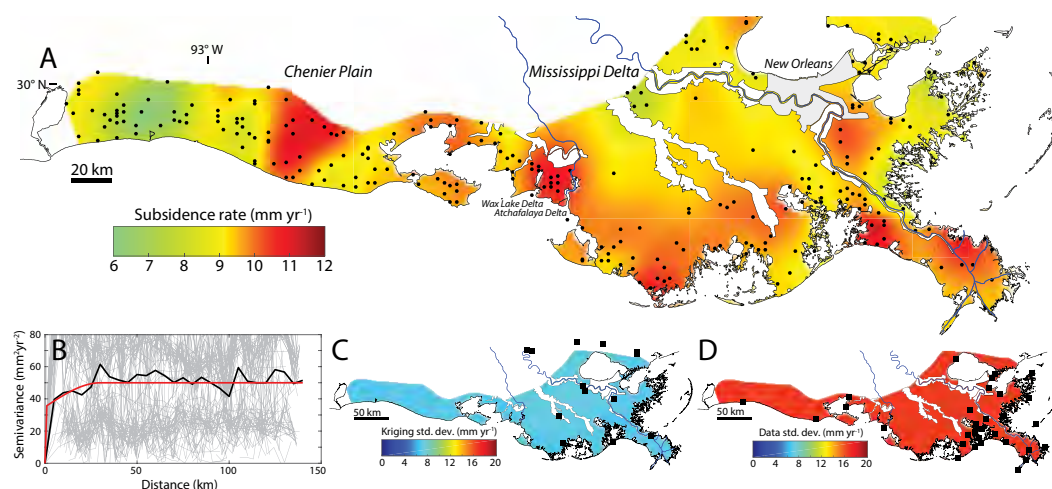 A
93° W
30° N
Chenier Plain
Mississippi Delta
New Orleans
20 km
Wax Lake Delta
Atchafalaya Delta
Subsidence rate (mm yr⁻¹)
6 7 8 9 10 11 12
B
Semivariance (mm²yr⁻²)
80
60
40
20
0
0 50 100 150
Distance (km)
C
50 km
Kriging std. dev. (mm yr⁻¹)
0 4 8 12 16 20
D
50 km
Data std. dev. (mm yr⁻¹)
0 4 8 12 16 20